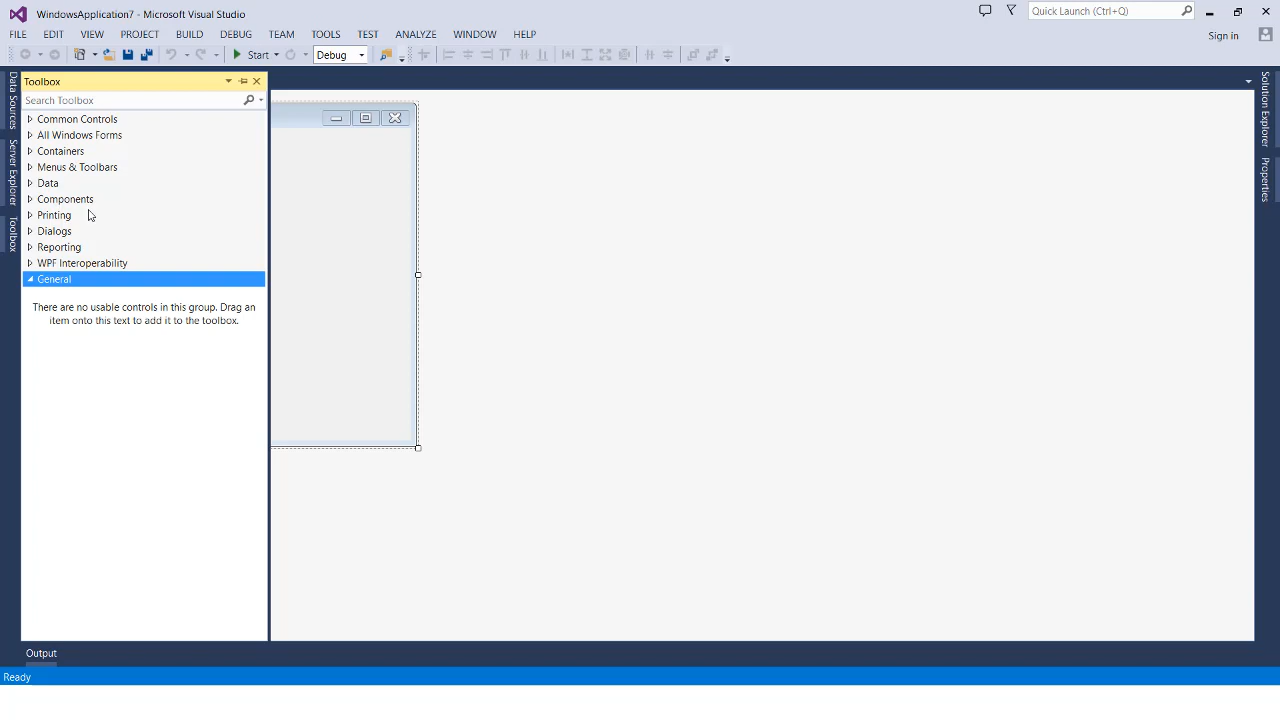 WindowsApplication7 - Microsoft Visual Studio
Quick Launch (Ctrl+Q)
FILE EDIT VIEW PROJECT BUILD DEBUG TEAM TOOLS TEST ANALYZE WINDOW HELP
Sign in
Start Debug
Toolbox
Search Toolbox
Common Controls
All Windows Forms
Containers
Menus & Toolbars
Data
Components
Printing
Dialogs
Reporting
WPF Interoperability
General
There are no usable controls in this group. Drag an
item onto this text to add it to the toolbox.
Data Sources
Server Explorer
Toolbox
Solution Explorer
Properties
Output
Ready